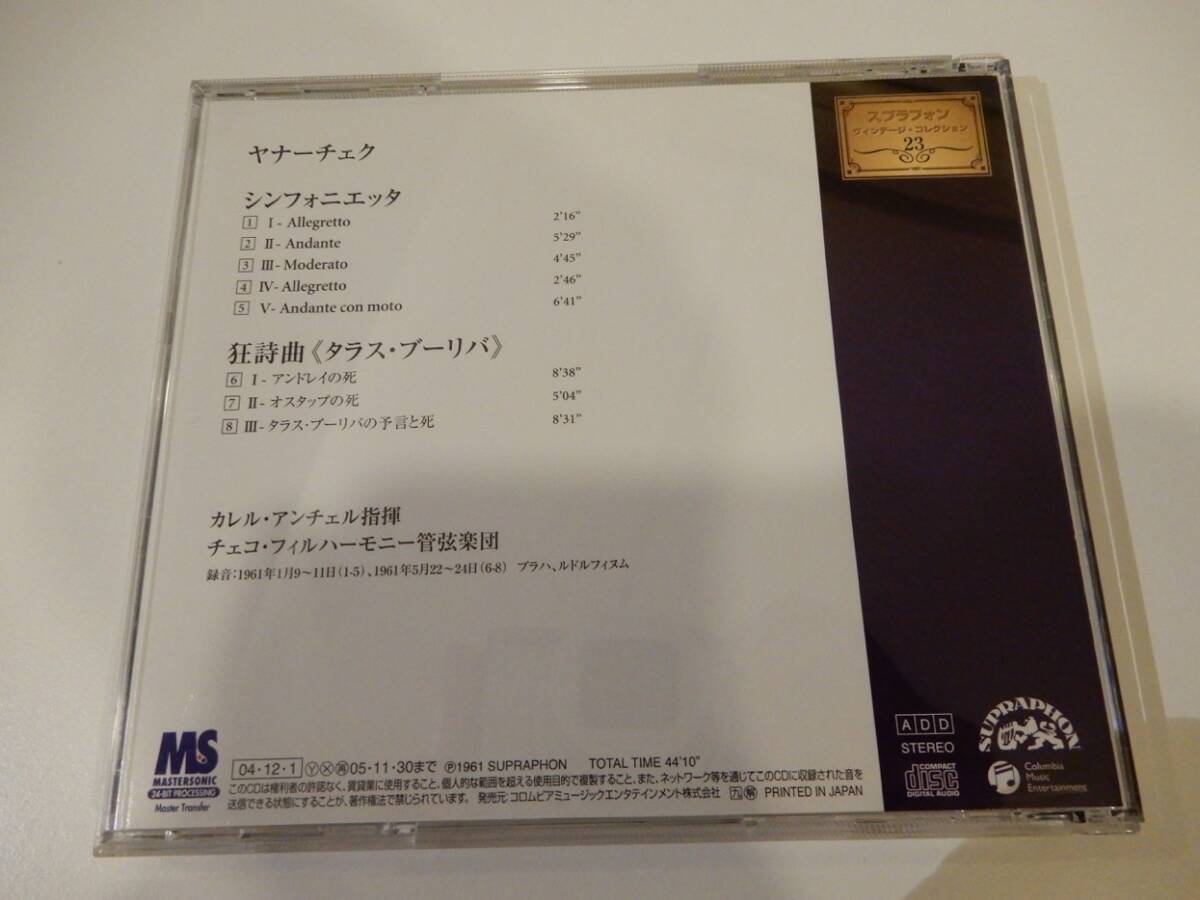 ヤナーチェク
シンフォニエッタ
1 I - Allegretto 2'16"
2 II - Andante 5'29"
3 III - Moderato 4'45"
4 IV - Allegretto 2'46"
5 V - Andante con moto 6'41"
狂詩曲《タラス・ブーリバ》
6 I - アンドレイの死 8'38"
7 II - オスタップの死 5'04"
8 III - タラス・ブーリバの予言と死 8'31"
カレル・アンチェル指揮
チェコ・フィルハーモニー管弦楽団
録音:1961年1月9～11日(1-5)、1961年5月22～24日(6-8) プラハ、ルドルフィヌム
スプラフォン
ヴィンテージ・コレクション
23
MS
MASTERSONIC
24-BIT PROCESSING
Master Transfer
04・12・1 Ⓨ Ⓧ 再 05・11・30まで ℗1961 SUPRAPHON TOTAL TIME 44'10"
このCDは権利者の許諾なく、賃貸業に使用すること、個人的な範囲を超える使用目的で複製すること、また、ネットワーク等を通じてこのCDに収録された音を
送信できる状態にすることが、著作権法で禁じられています。 発売元:コロムビアミュージックエンタテインメント株式会社 九 解 PRINTED IN JAPAN
A D D
STEREO
SUPRAPHON
COMPACT
disc
DIGITAL AUDIO
Columbia
Music
Entertainment